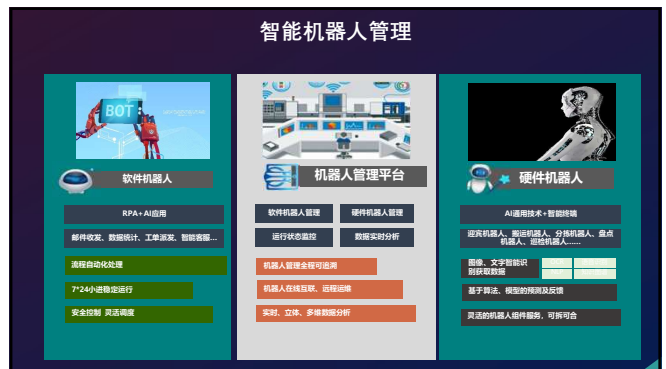 智能机器人管理
BOT
软件机器人
RPA+AI应用
邮件收发、数据统计、工单派发、智能客服...
流程自动化处理
7*24小进稳定运行
安全控制 灵活调度
机器人管理平台
软件机器人管理
硬件机器人管理
运行状态监控
数据实时分析
机器人管理全程可追溯
机器人在线互联、远程运维
实时、立体、多维数据分析
硬件机器人
AI通用技术+智能终端
迎宾机器人、搬运机器人、分拣机器人、盘点
机器人、巡检机器人......
图像、文字智能识
别获取数据
基于算法、模型的预测及反馈
灵活的机器人组件服务，可拆可合